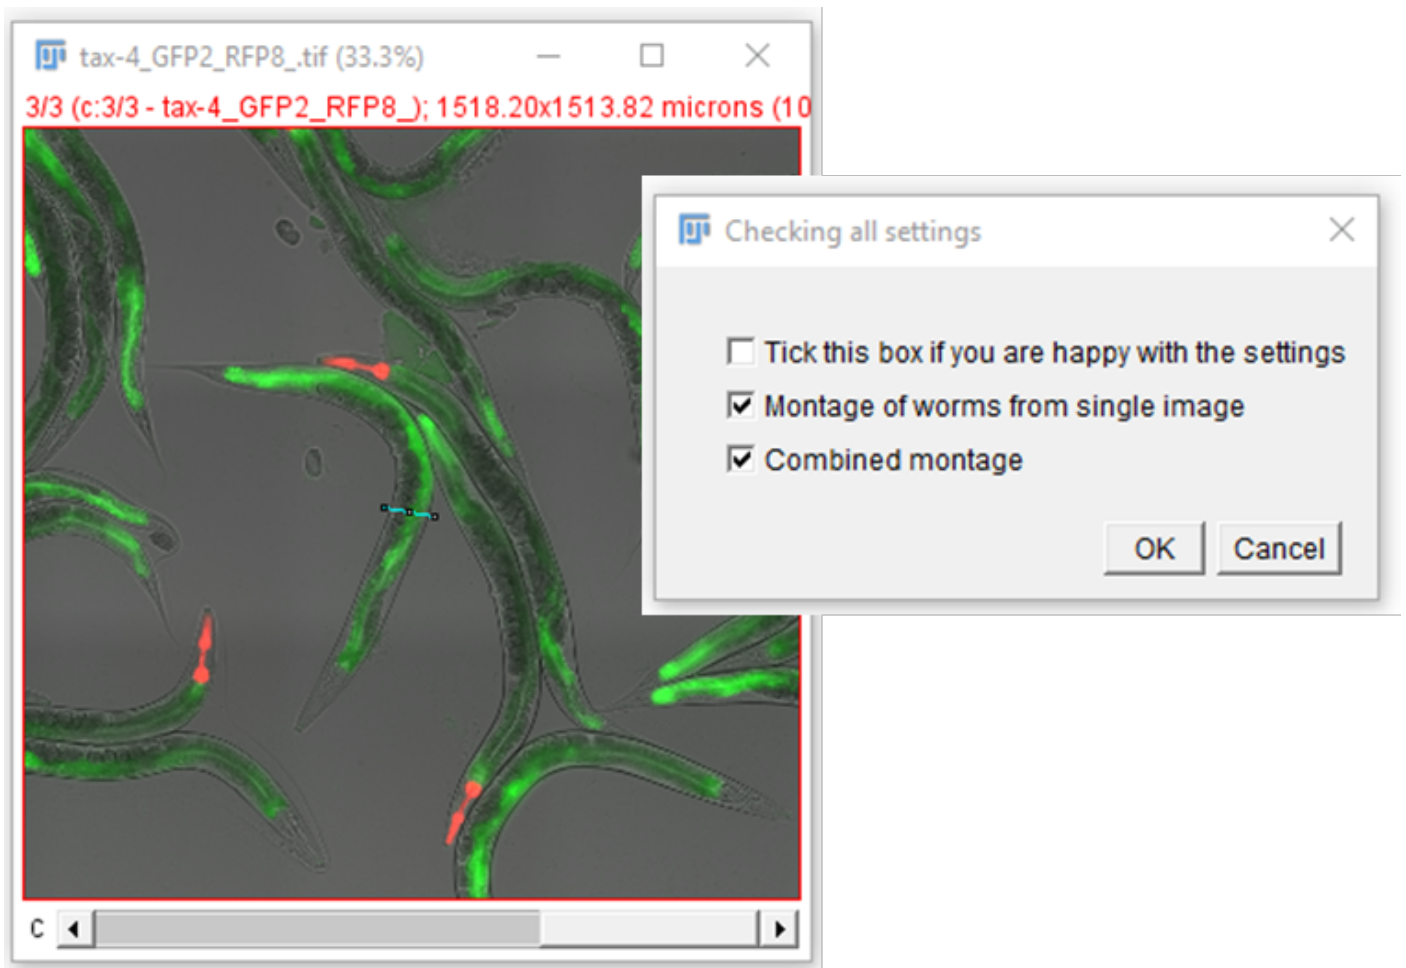 tax-4_GFP2_RFP8_.tif (33.3%)
3/3 (c:3/3 - tax-4_GFP2_RFP8_); 1518.20x1513.82 microns (10
Checking all settings
Tick this box if you are happy with the settings
Montage of worms from single image
Combined montage
OK Cancel
C